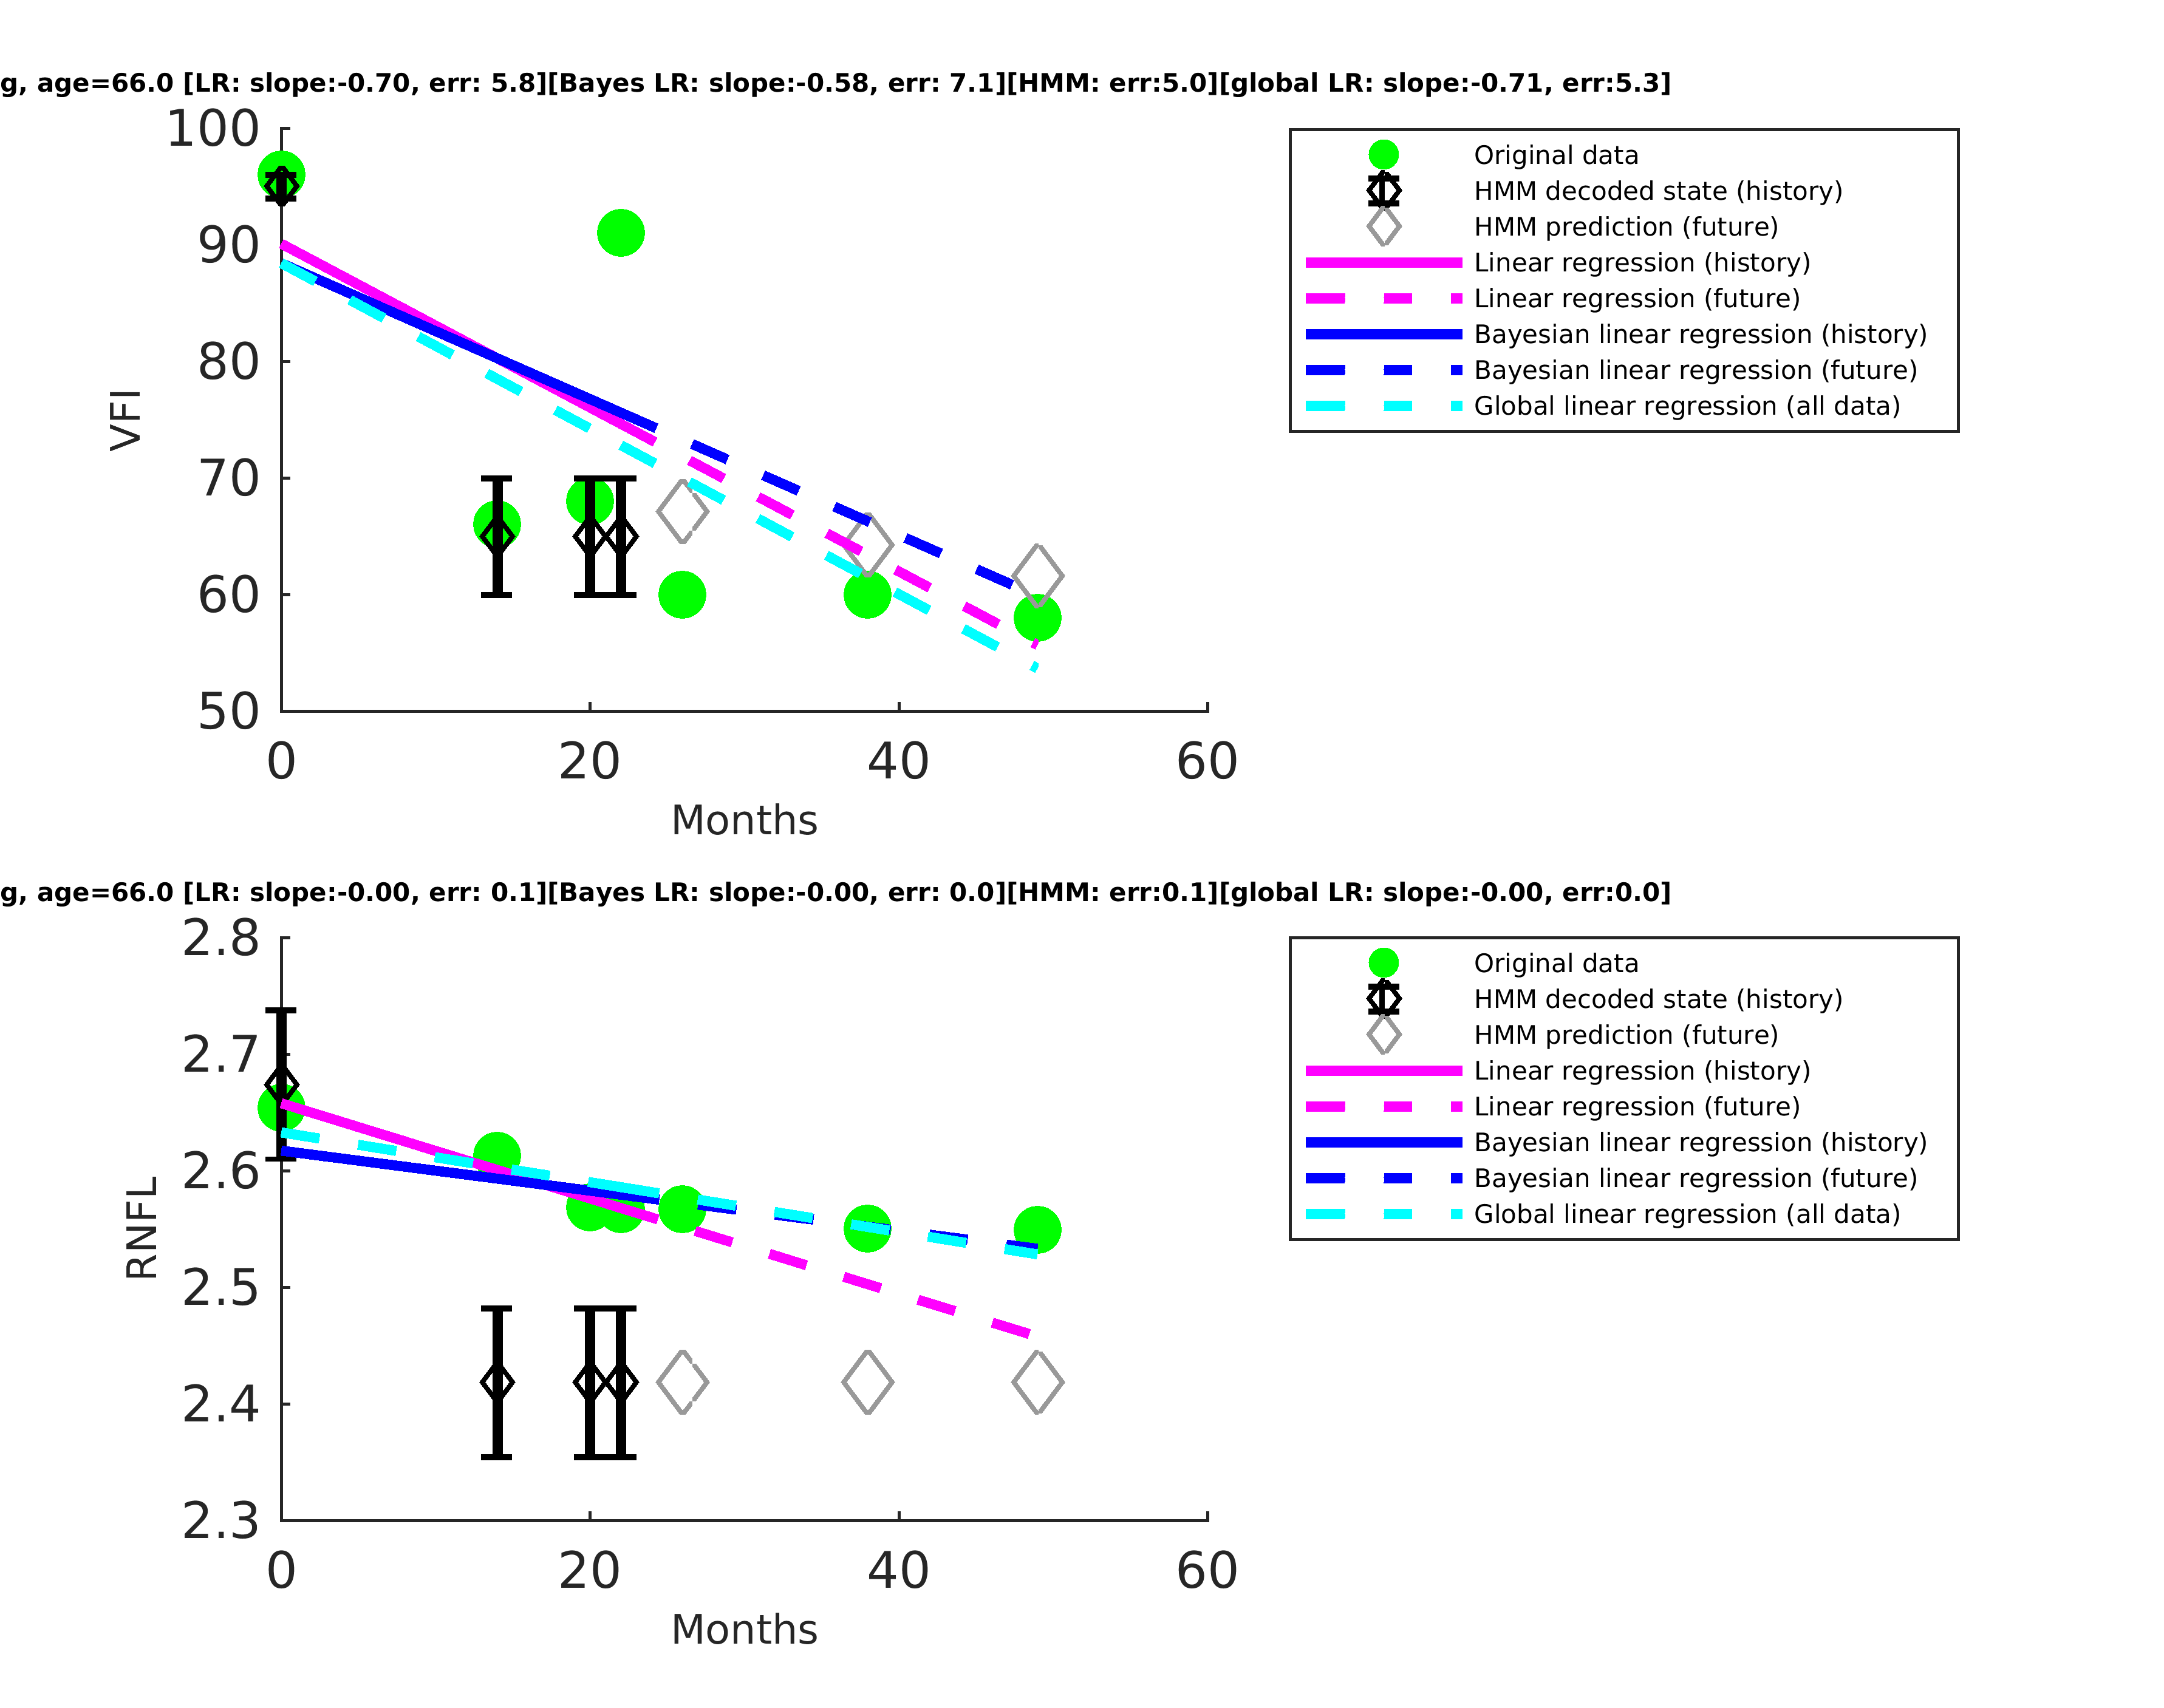 g, age=66.0 [LR: slope:-0.70, err: 5.8][Bayes LR: slope:-0.58, err: 7.1][HMM: err:5.0][global LR: slope:-0.71, err:5.3]
100
90
80
70
60
50
VFI
0 20 40 60
Months
Original data
HMM decoded state (history)
HMM prediction (future)
Linear regression (history)
Linear regression (future)
Bayesian linear regression (history)
Bayesian linear regression (future)
Global linear regression (all data)
g, age=66.0 [LR: slope:-0.00, err: 0.1][Bayes LR: slope:-0.00, err: 0.0][HMM: err:0.1][global LR: slope:-0.00, err:0.0]
2.8
2.7
2.6
2.5
2.4
2.3
RNFL
0 20 40 60
Months
Original data
HMM decoded state (history)
HMM prediction (future)
Linear regression (history)
Linear regression (future)
Bayesian linear regression (history)
Bayesian linear regression (future)
Global linear regression (all data)